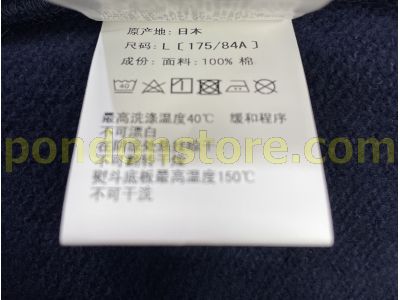 原产地: 日本
尺码: L [175/84A]
成份: 面料: 100% 棉
40
最高洗涤温度40℃ 缓和程序
不可漂白
pondonstore.com
熨斗底板最高温度150℃
不可干洗